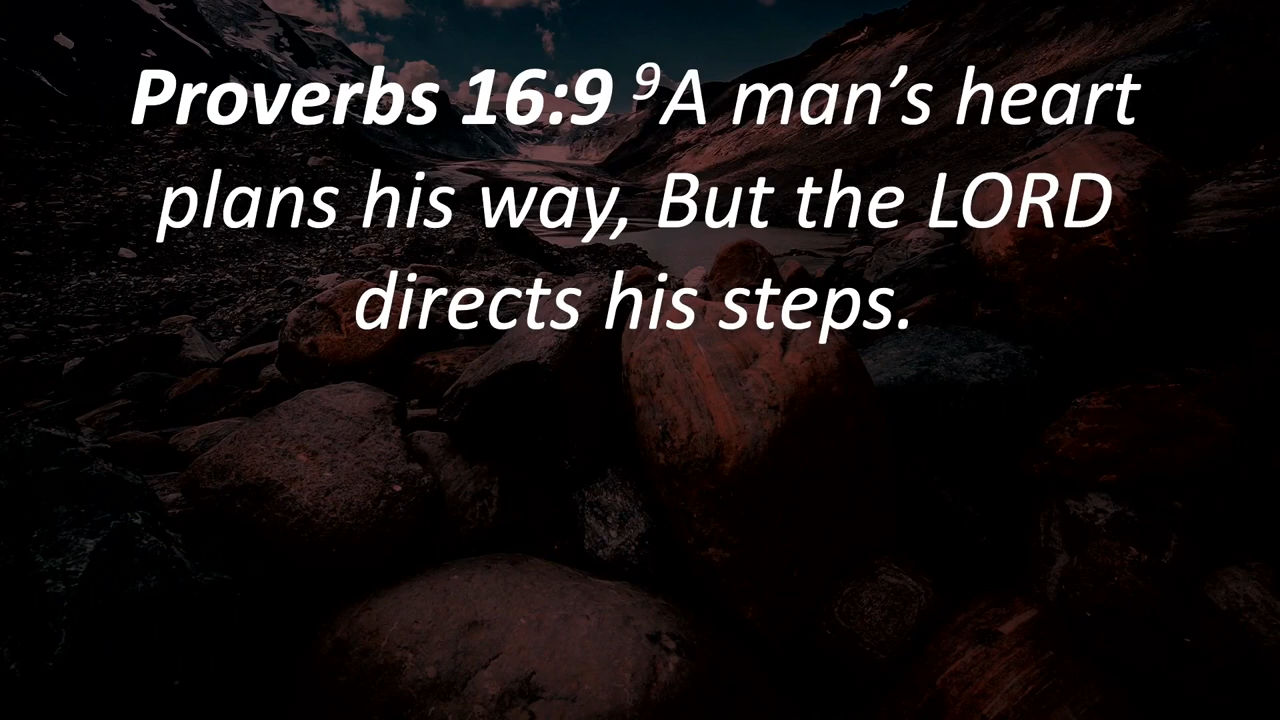 Proverbs 16:9 ⁹A man’s heart
plans his way, But the LORD
directs his steps.